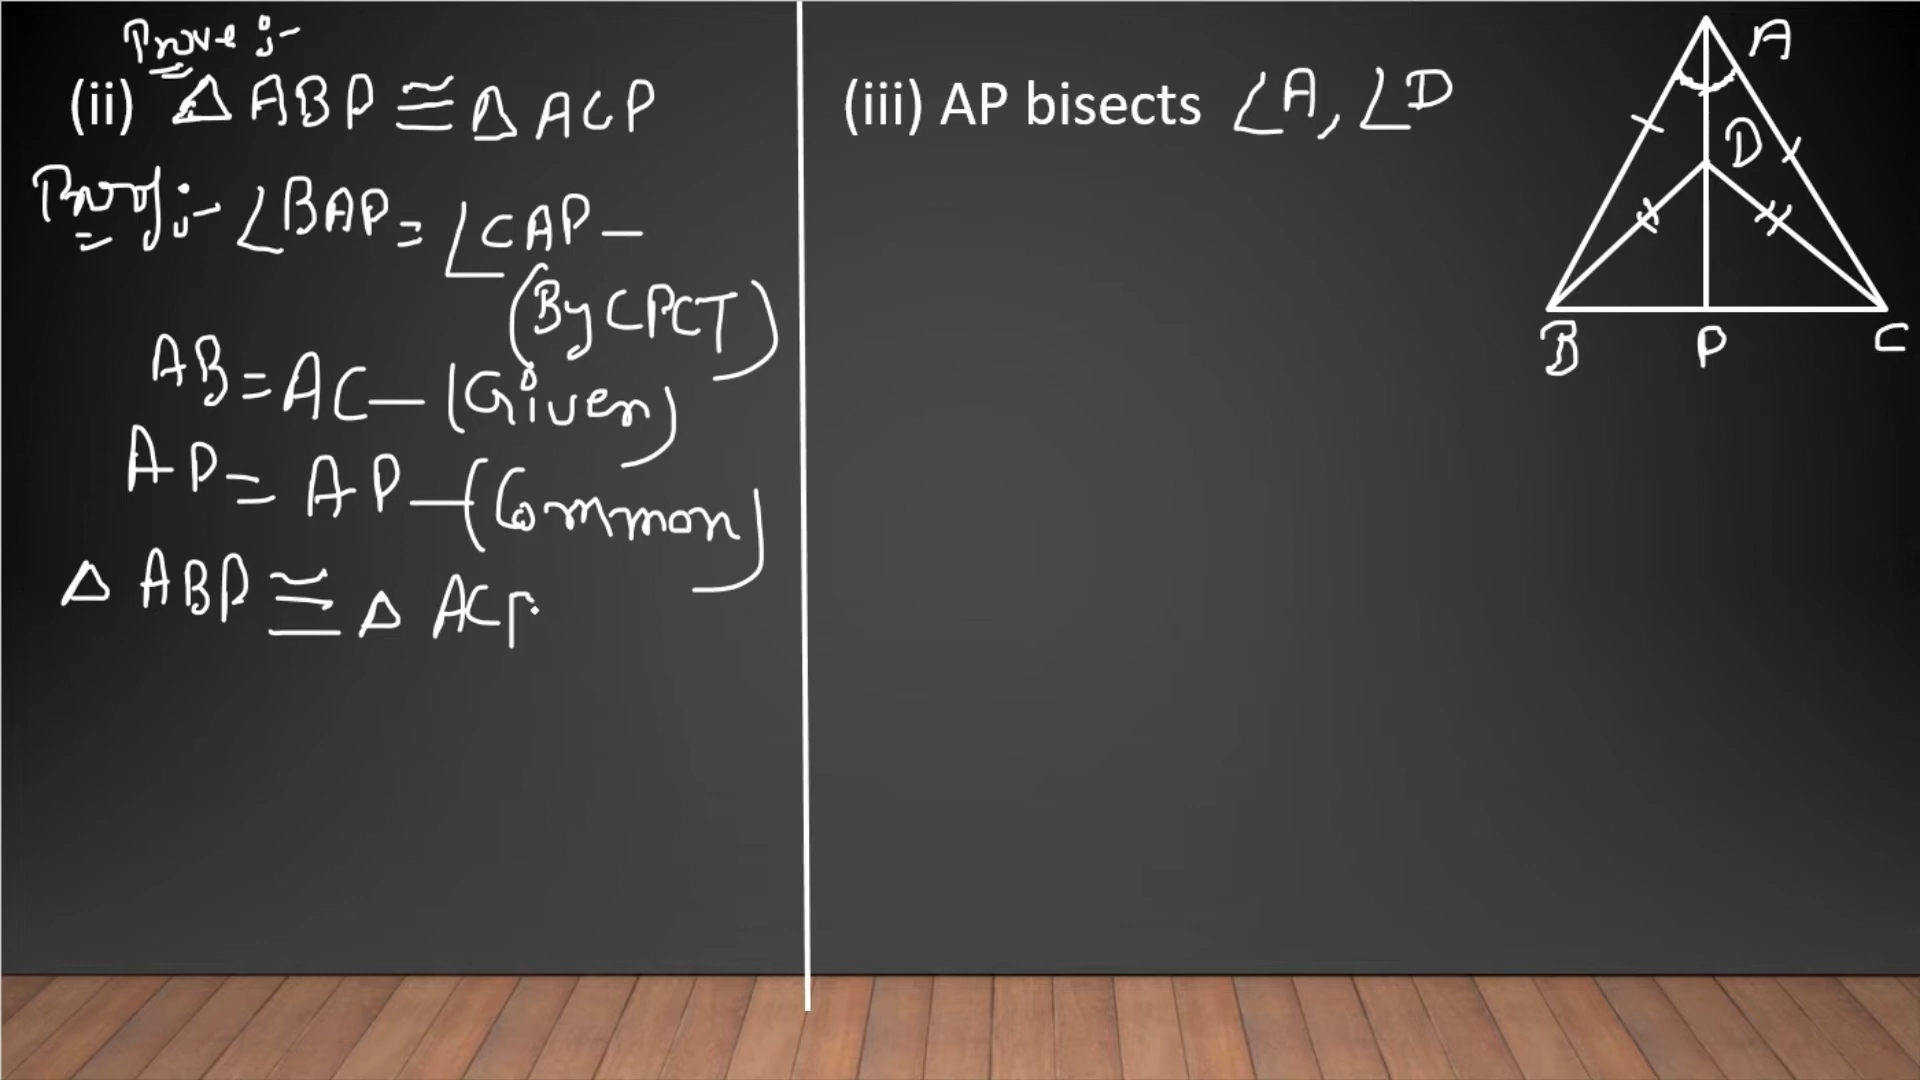 Prove :-
(ii) △ ABP ≅ △ ACP
Proof :- ∠BAP = ∠CAP —
(By CPCT)
AB = AC — (Given)
AP = AP — (Common)
△ ABP ≅ △ ACP
(iii) AP bisects ∠A, ∠D
A
D
B P C